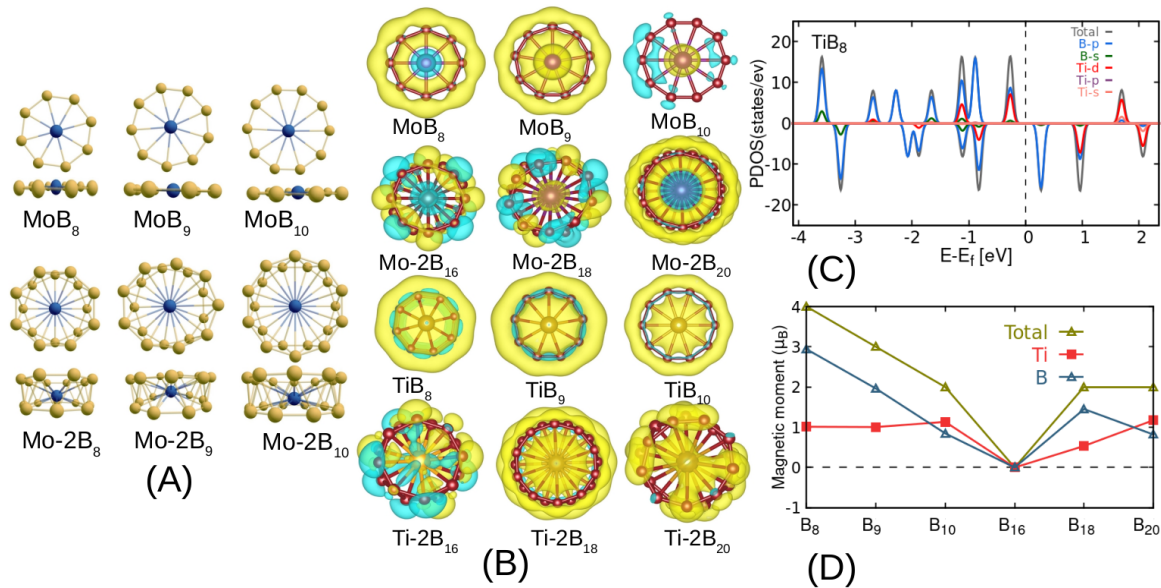 MoB8
MoB9
MoB10
Mo-2B8
Mo-2B9
Mo-2B10
(A)
MoB8
MoB9
MoB10
Mo-2B16
Mo-2B18
Mo-2B20
TiB8
TiB9
TiB10
Ti-2B16
Ti-2B18
Ti-2B20
(B)
TiB8
Total
B-p
B-s
Ti-d
Ti-p
Ti-s
PDOS(states/ev)
20
10
0
-10
-20
-4
-3
-2
-1
0
1
2
E-Ef [eV]
(C)
Total
Ti
B
Magnetic moment (μB)
4
3
2
1
0
-1
B8
B9
B10
B16
B18
B20
(D)